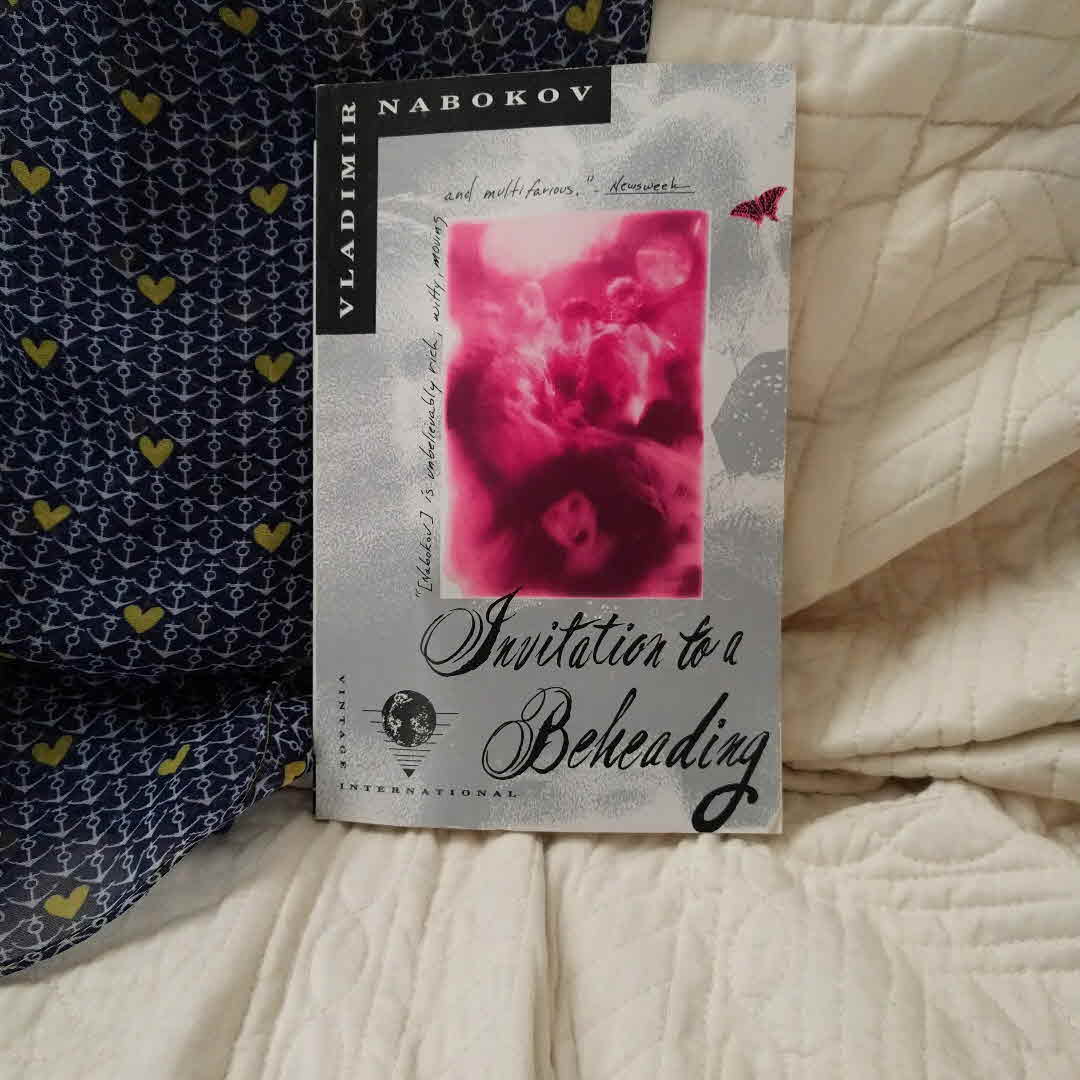 VLADIMIR
NABOKOV
"[Nabokov] is unbelievably rich, witty, moving
and multifarious."- Newsweek
Invitation to a
Beheading
VINTAGE
INTERNATIONAL